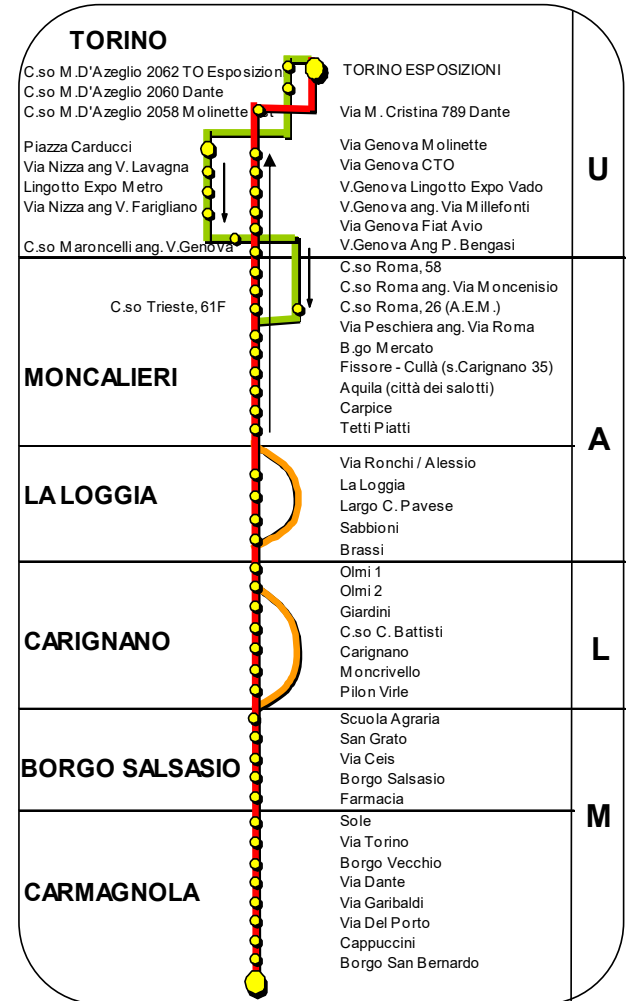 TORINO
C.so M.D'Azeglio 2062 TO Esposizion
TORINO ESPOSIZIONI
C.so M.D'Azeglio 2060 Dante
C.so M.D'Azeglio 2058 Molinette
Via M. Cristina 789 Dante
Piazza Carducci
Via Nizza ang V. Lavagna
Lingotto Expo Metro
Via Nizza ang V. Farigliano
C.so Maroncelli ang. V.Genova
Via Genova Molinette
Via Genova CTO
V.Genova Lingotto Expo Vado
V.Genova ang. Via Millefonti
Via Genova Fiat Avio
V.Genova Ang P. Bengasi
U
C.so Trieste, 61F
MONCALIERI
C.so Roma, 58
C.so Roma ang. Via Moncenisio
C.so Roma, 26 (A.E.M.)
Via Peschiera ang. Via Roma
B.go Mercato
Fissore - Cullà (s.Carignano 35)
Aquila (città dei salotti)
Carpice
Tetti Piatti
A
LA LOGGIA
Via Ronchi / Alessio
La Loggia
Largo C. Pavese
Sabbioni
Brassi
CARIGNANO
Olmi 1
Olmi 2
Giardini
C.so C. Battisti
Carignano
Moncrivello
Pilon Virle
L
BORGO SALSASIO
Scuola Agraria
San Grato
Via Ceis
Borgo Salsasio
Farmacia
M
CARMAGNOLA
Sole
Via Torino
Borgo Vecchio
Via Dante
Via Garibaldi
Via Del Porto
Cappuccini
Borgo San Bernardo